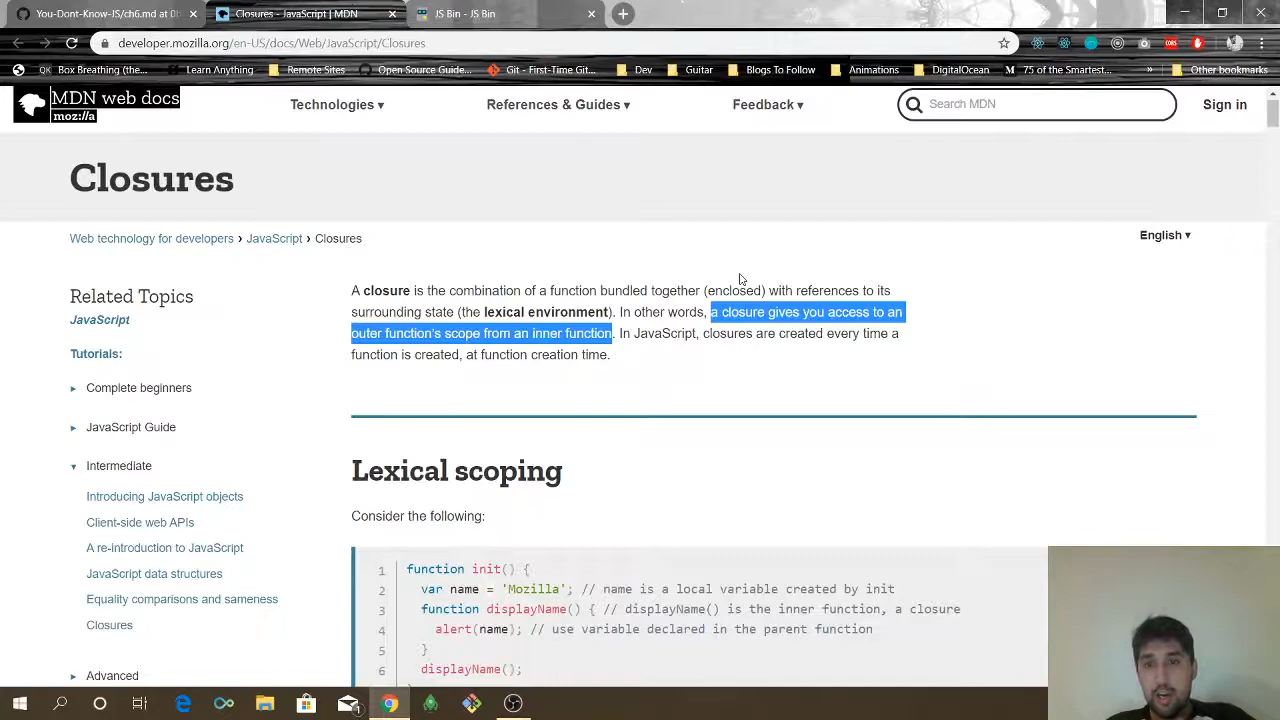 You-Dont-Know-JS/ch6.md at 0b
Closures - JavaScript | MDN
JS Bin - JS Bin
developer.mozilla.org/en-US/docs/Web/JavaScript/Closures
Box Breathing (the...
Learn Anything
Remote Sites
Open Source Guide...
Git - First-Time Git...
Dev
Guitar
Blogs To Follow
Animations
DigitalOcean
75 of the Smartest...
»
Other bookmarks
MDN web docs
moz://a
Technologies ▾
References & Guides ▾
Feedback ▾
Search MDN
Sign in
Closures
Web technology for developers › JavaScript › Closures
English ▾
A closure is the combination of a function bundled together (enclosed) with references to its
surrounding state (the lexical environment). In other words, a closure gives you access to an
outer function's scope from an inner function. In JavaScript, closures are created every time a
function is created, at function creation time.
Related Topics
JavaScript
Tutorials:
Complete beginners
JavaScript Guide
Intermediate
Introducing JavaScript objects
Client-side web APIs
A re-introduction to JavaScript
JavaScript data structures
Equality comparisons and sameness
Closures
Advanced
Lexical scoping
Consider the following:
1 function init() {
2 var name = 'Mozilla'; // name is a local variable created by init
3 function displayName() { // displayName() is the inner function, a closure
4 alert(name); // use variable declared in the parent function
5 }
6 displayName();